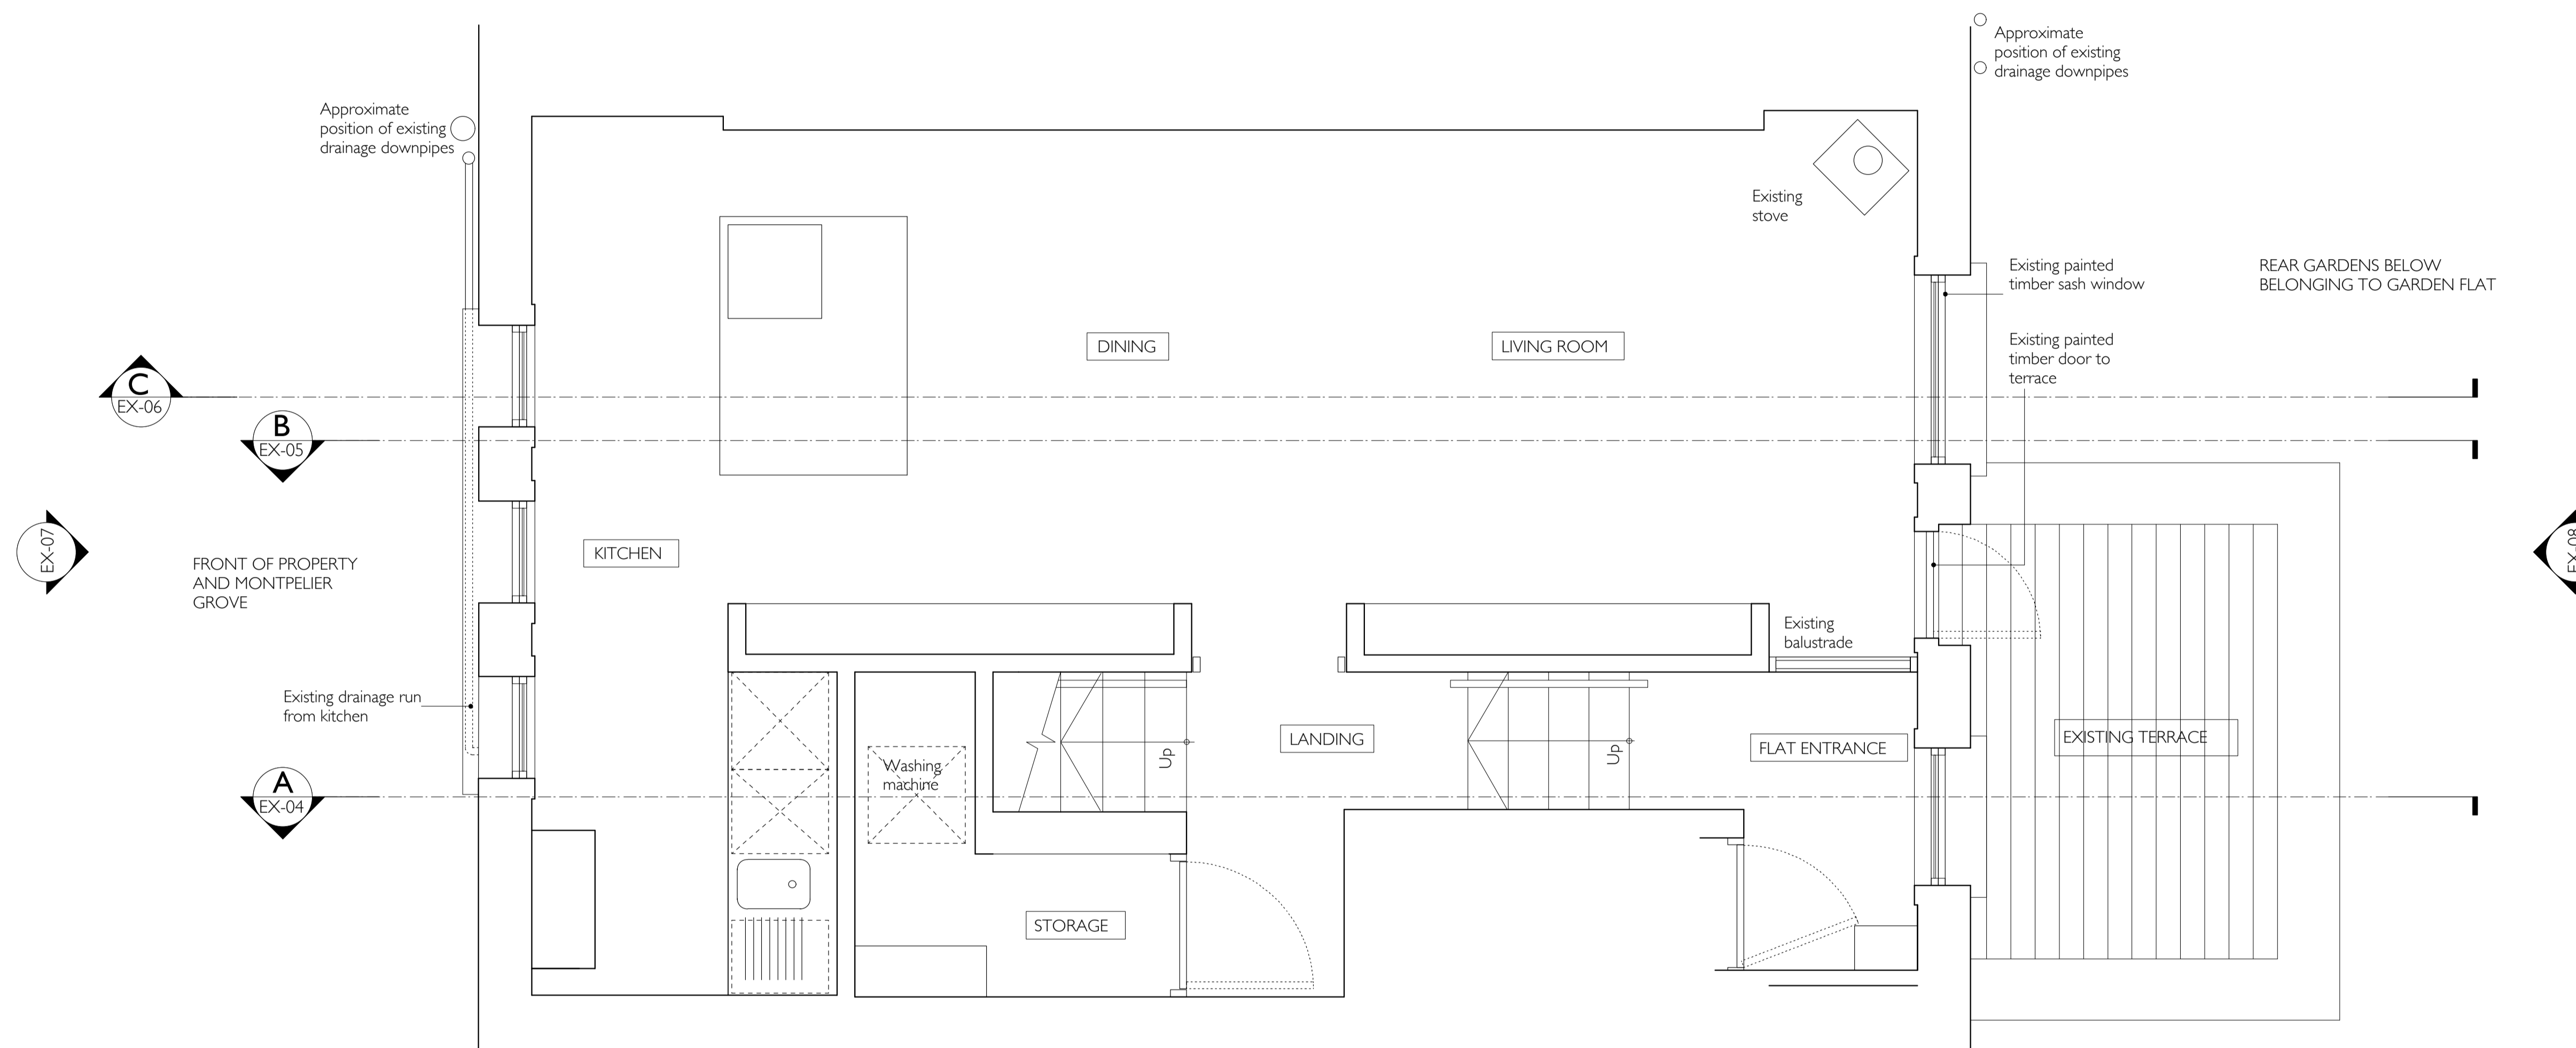 Approximate
position of existing
drainage downpipes
Approximate
position of existing
drainage downpipes
Existing
stove
Existing painted
timber sash window
REAR GARDENS BELOW
BELONGING TO GARDEN FLAT
DINING
LIVING ROOM
Existing painted
timber door to
terrace
C
EX-06
B
EX-05
EX-07
FRONT OF PROPERTY
AND MONTPELIER
GROVE
KITCHEN
EX-08
Existing
balustrade
Existing drainage run
from kitchen
LANDING
Up
Up
FLAT ENTRANCE
EXISTING TERRACE
Washing
machine
A
EX-04
STORAGE